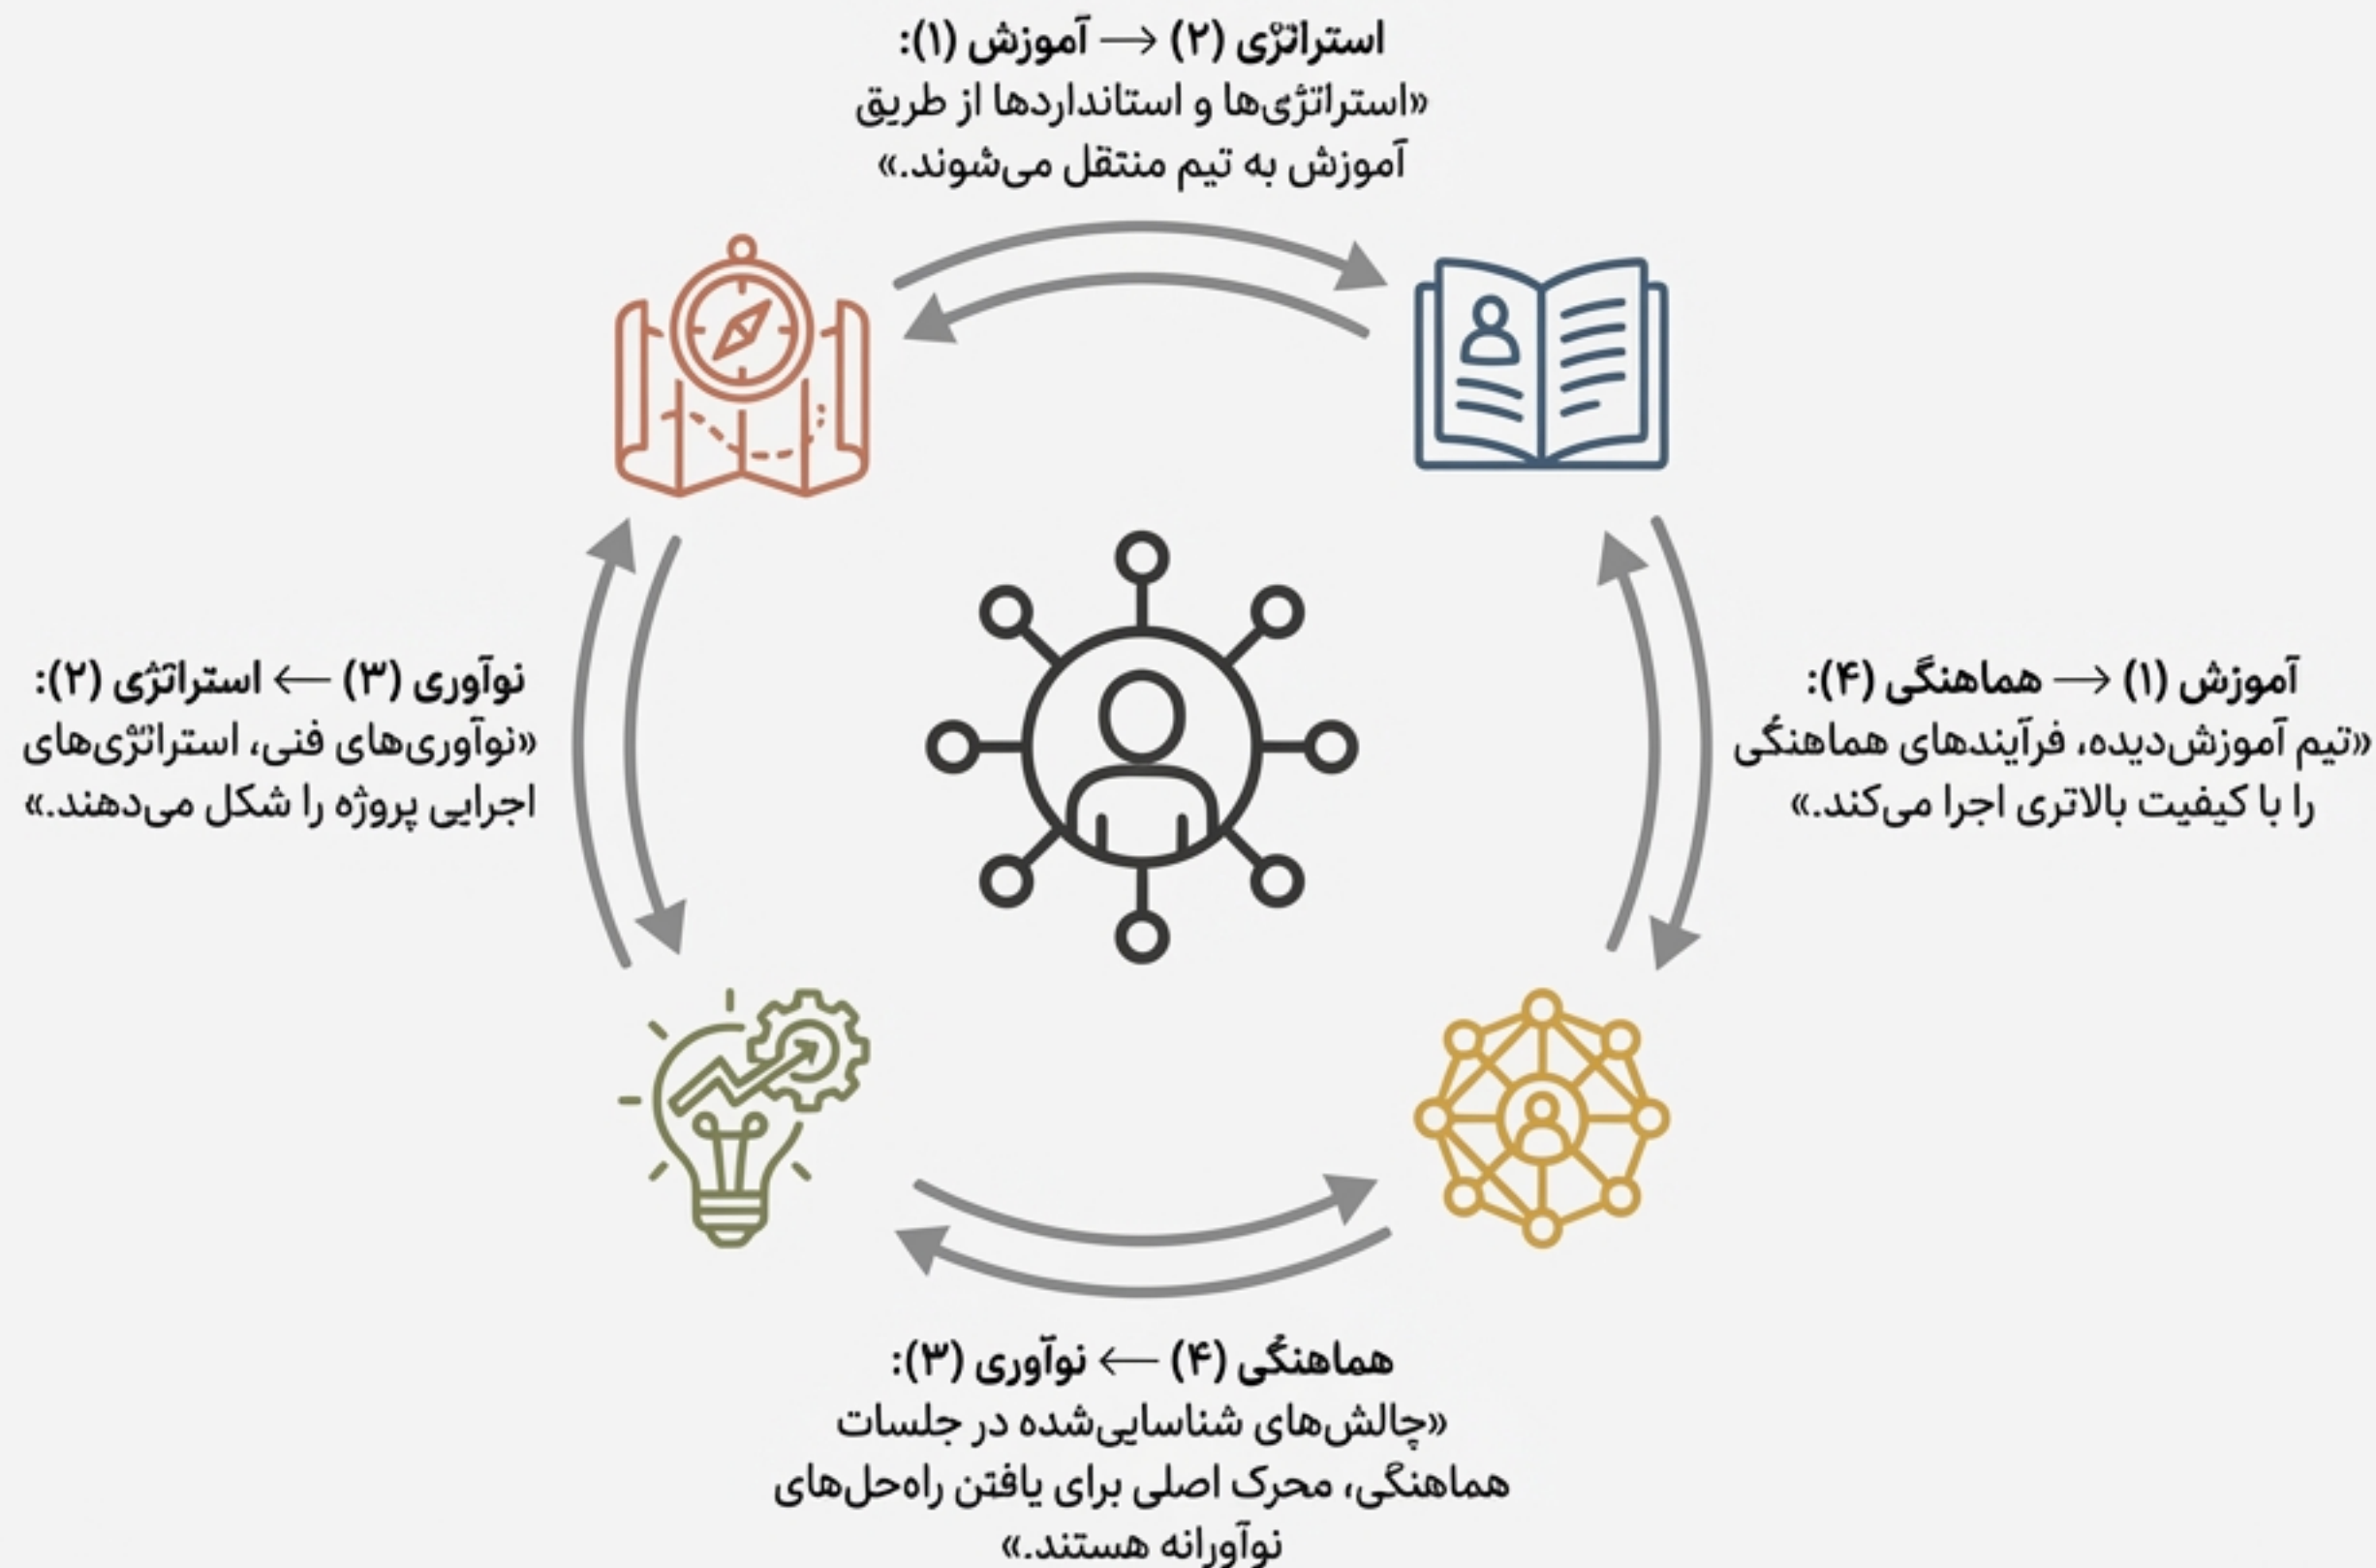 استراتژی (۲) → آموزش (۱):
«استراتژی‌ها و استانداردها از طریق
آموزش به تیم منتقل می‌شوند.»
آموزش (۱) → هماهنگی (۴):
«تیم آموزش‌دیده، فرآیندهای هماهنگی
را با کیفیت بالاتری اجرا می‌کند.»
نوآوری (۳) ← استراتژی (۲):
«نوآوری‌های فنی، استراتژی‌های
اجرایی پروژه را شکل می‌دهند.»
هماهنگی (۴) ← نوآوری (۳):
«چالش‌های شناسایی‌شده در جلسات
هماهنگی، محرک اصلی برای یافتن راه‌حل‌های
نوآورانه هستند.»